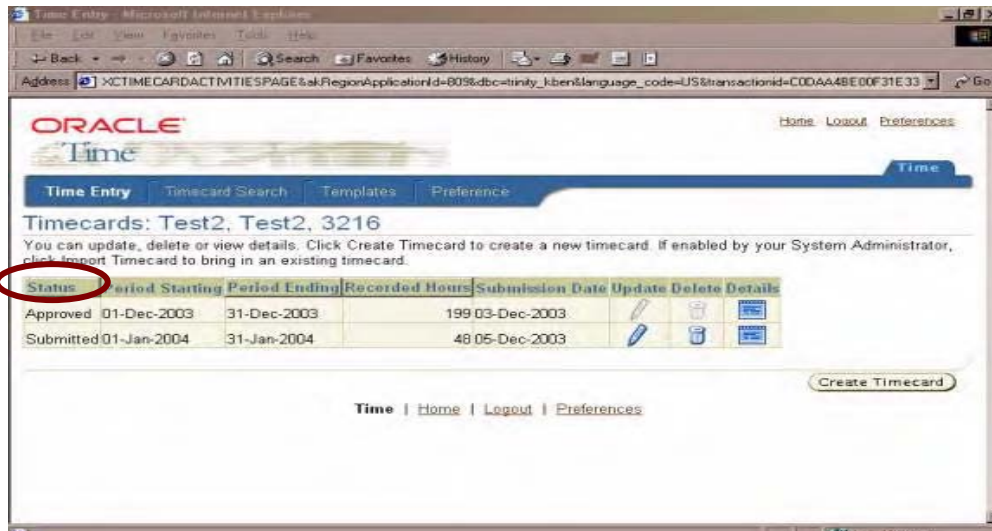 Time Entry - Microsoft Internet Explorer
File Edit View Favorites Tools Help
Back Search Favorites History
Address XCTIMECARDACTIVITIESPAGE&akRegionApplicationId=809&dbc=trinity_kben&language_code=US&transactionid=C0DAA4BE00F31E33 Go
ORACLE
Time
Home Logout Preferences
Time
Time Entry Timecard Search Templates Preference
Timecards: Test2, Test2, 3216
You can update, delete or view details. Click Create Timecard to create a new timecard. If enabled by your System Administrator,
click Import Timecard to bring in an existing timecard.
Status Period Starting Period Ending Recorded Hours Submission Date Update Delete Details
Approved 01-Dec-2003 31-Dec-2003 199 03-Dec-2003
Submitted 01-Jan-2004 31-Jan-2004 48 05-Dec-2003
Create Timecard
Time | Home | Logout | Preferences